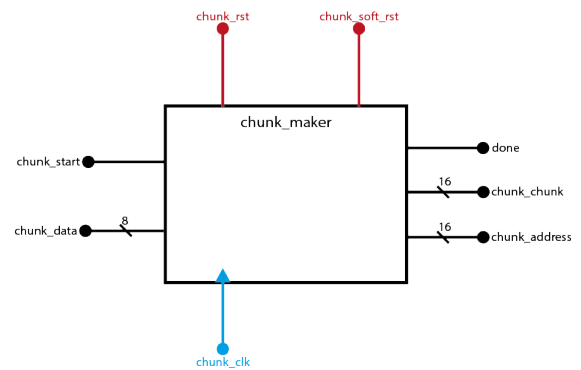 chunk_rst
chunk_soft_rst
chunk_maker
chunk_start
done
16
chunk_chunk
8
chunk_data
16
chunk_address
chunk_clk